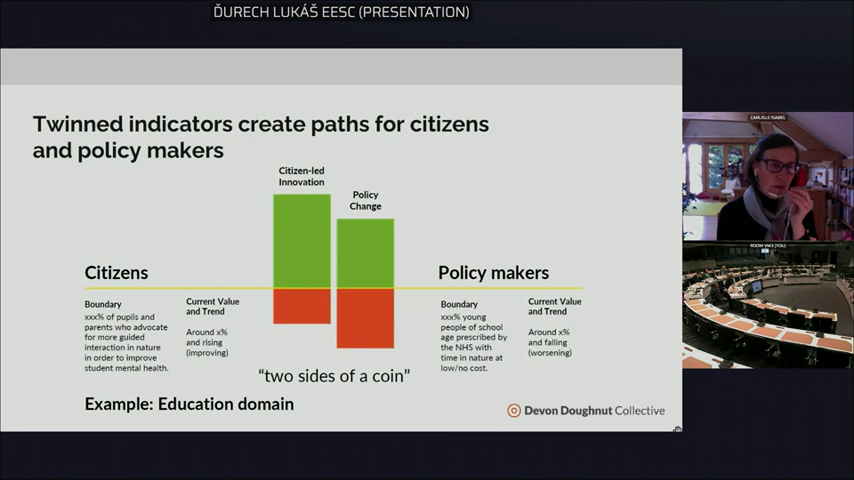 ĎURECH LUKÁŠ EESC (PRESENTATION)
Twinned indicators create paths for citizens
and policy makers
Citizen-led
Innovation
Policy
Change
Citizens
Boundary
xxx% of pupils and
parents who advocate
for more guided
interaction in nature
in order to improve
student mental health.
Current Value
and Trend
Around x%
and rising
(improving)
Policy makers
Boundary
xxx% young
people of school
age prescribed by
the NHS with
time in nature at
low/no cost.
Current Value
and Trend
Around x%
and falling
(worsening)
"two sides of a coin"
Example: Education domain
Devon Doughnut Collective
CARLISLE ISABEL
ROOM VM3 (YOU)